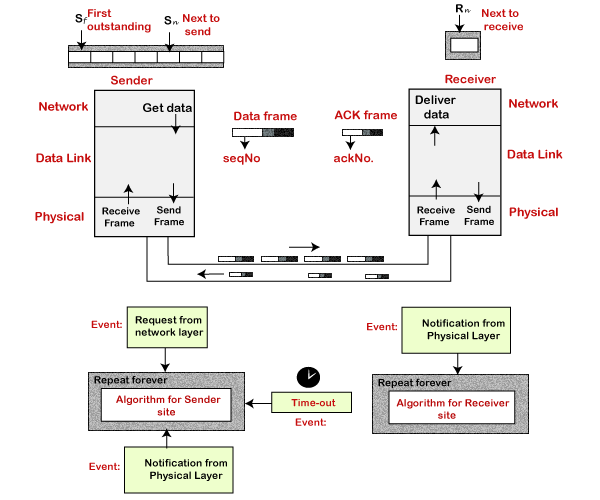 Sf First
outstanding
Sn Next to
send
Rn
Next to
receive
Sender
Receiver
Network
Get data
Data Link
Physical
Receive
Frame
Send
Frame
Data frame
seqNo
ACK frame
ackNo.
Deliver
data
Network
Data Link
Physical
Receive
Frame
Send
Frame
Event:
Request from
network layer
Repeat forever
Algorithm for Sender
site
Time-out
Event:
Event:
Notification from
Physical Layer
Event:
Notification from
Physical Layer
Repeat forever
Algorithm for Receiver
site